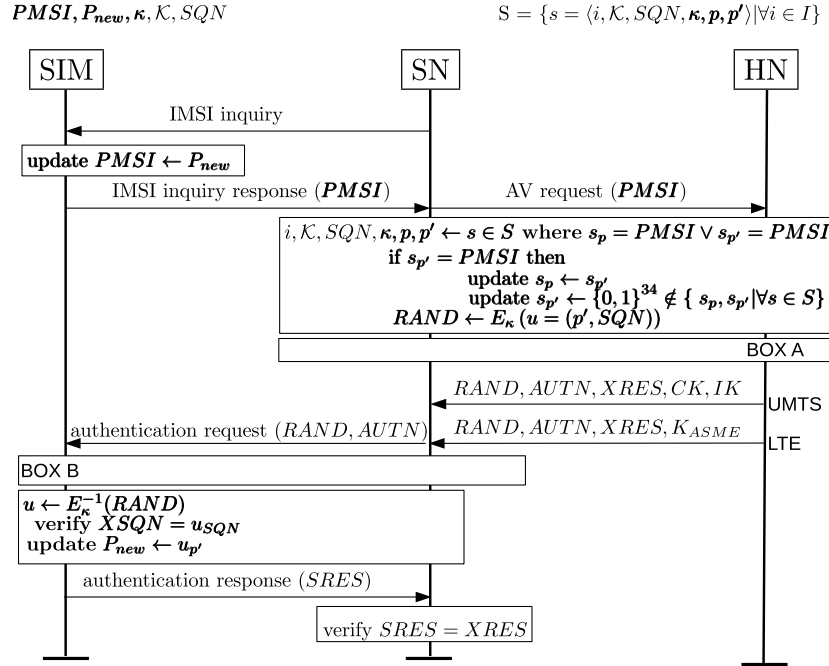 PMSI, P_new, κ, 𝒦, SQN
S = {s = ⟨i, 𝒦, SQN, κ, p, p′⟩|∀i ∈ I}
SIM
SN
HN
IMSI inquiry
update PMSI ← P_new
IMSI inquiry response (PMSI)
AV request (PMSI)
i, 𝒦, SQN, κ, p, p′ ← s ∈ S where s_p = PMSI ∨ s_p′ = PMSI
if s_p′ = PMSI then
update s_p ← s_p′
update s_p′ ← {0,1}^34 ∉ { s_p, s_p′|∀s ∈ S}
RAND ← E_κ (u = (p′, SQN))
BOX A
RAND, AUTN, XRES, CK, IK
UMTS
authentication request (RAND, AUTN)
RAND, AUTN, XRES, K_ASME
LTE
BOX B
u ← E_κ^−1(RAND)
verify XSQN = u_SQN
update P_new ← u_p′
authentication response (SRES)
verify SRES = XRES